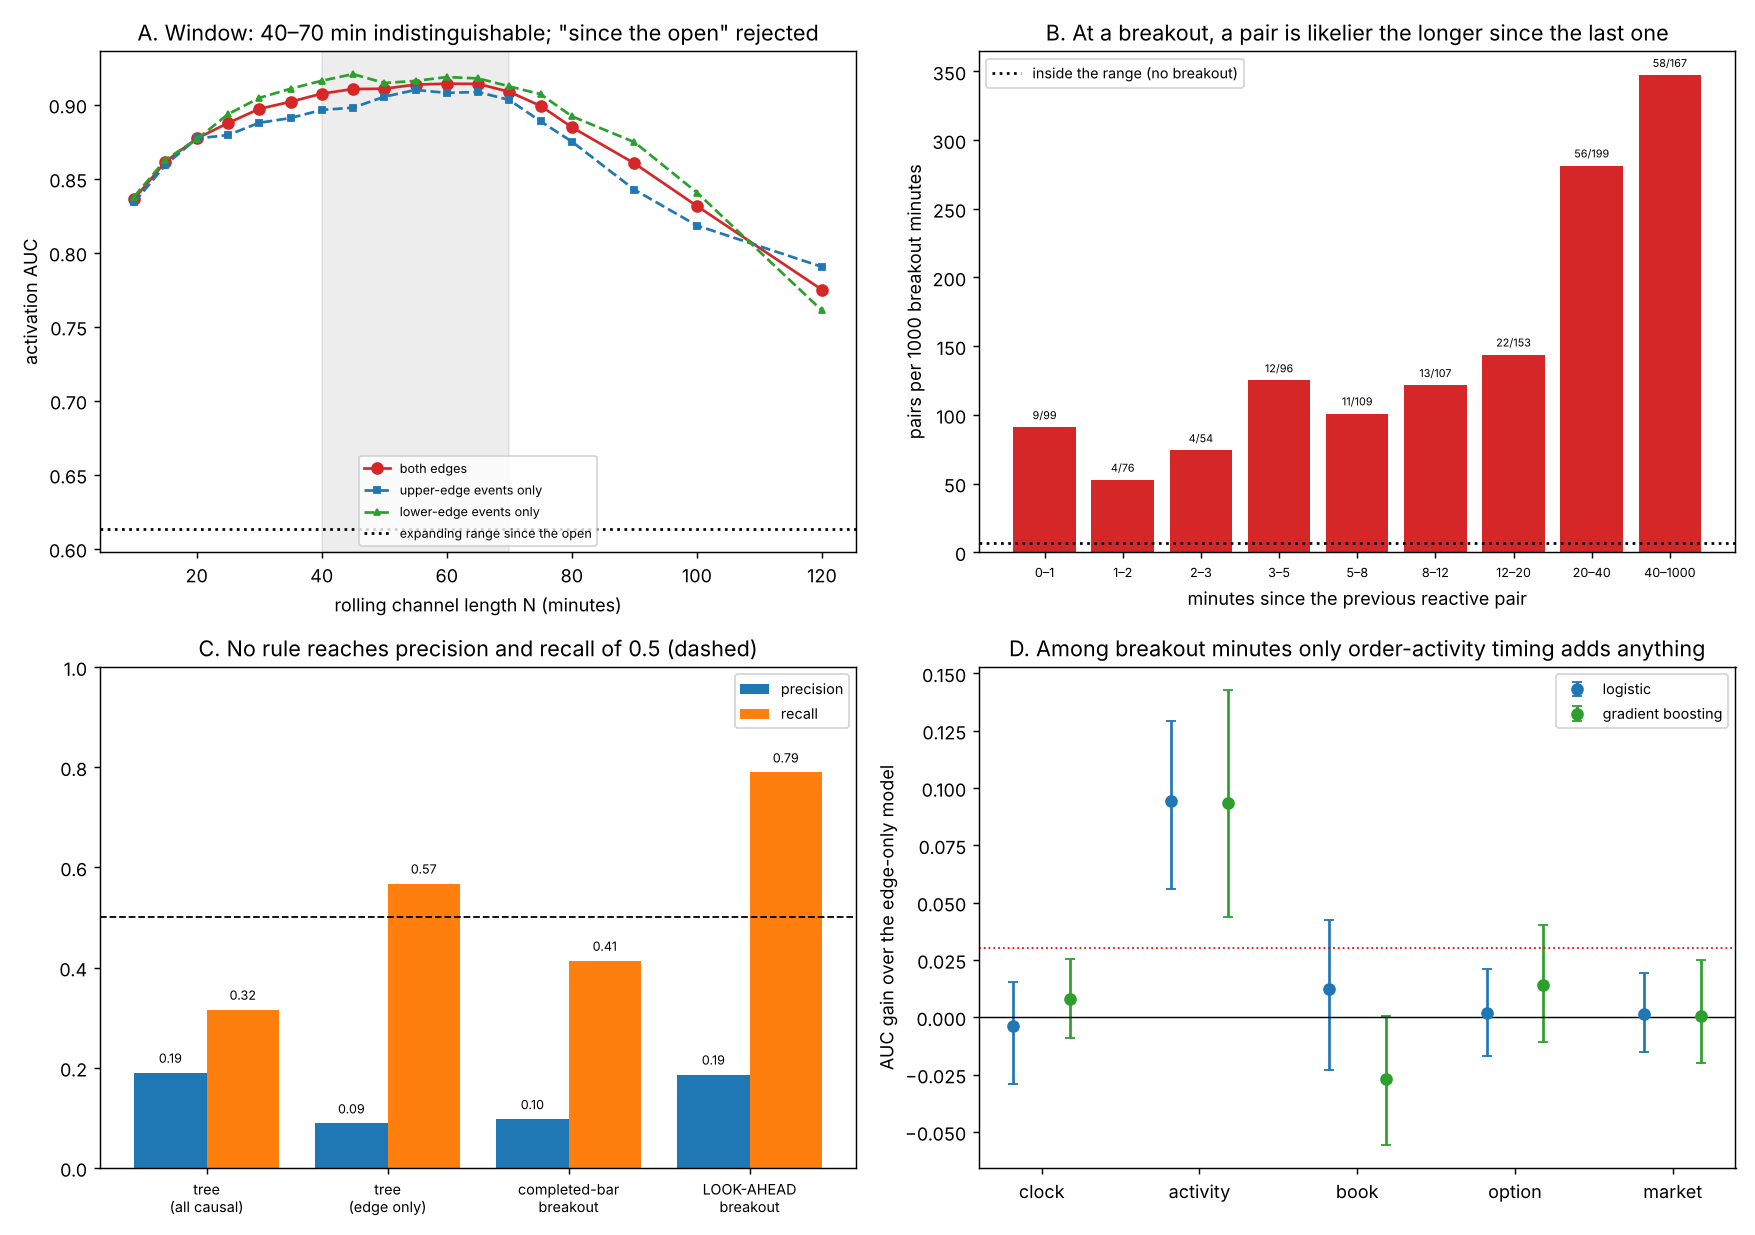 A. Window: 40–70 min indistinguishable; "since the open" rejected
activation AUC
0.90
0.85
0.80
0.75
0.70
0.65
0.60
both edges
upper-edge events only
lower-edge events only
expanding range since the open
20 40 60 80 100 120
rolling channel length N (minutes)
B. At a breakout, a pair is likelier the longer since the last one
inside the range (no breakout)
pairs per 1000 breakout minutes
350
300
250
200
150
100
50
0
9/99
4/76
4/54
12/96
11/109
13/107
22/153
56/199
58/167
0–1 1–2 2–3 3–5 5–8 8–12 12–20 20–40 40–1000
minutes since the previous reactive pair
C. No rule reaches precision and recall of 0.5 (dashed)
1.0
0.8
0.6
0.4
0.2
0.0
precision
recall
0.19
0.32
0.09
0.57
0.10
0.41
0.19
0.79
tree
(all causal)
tree
(edge only)
completed-bar
breakout
LOOK-AHEAD
breakout
D. Among breakout minutes only order-activity timing adds anything
AUC gain over the edge-only model
0.150
0.125
0.100
0.075
0.050
0.025
0.000
−0.025
−0.050
logistic
gradient boosting
clock activity book option market